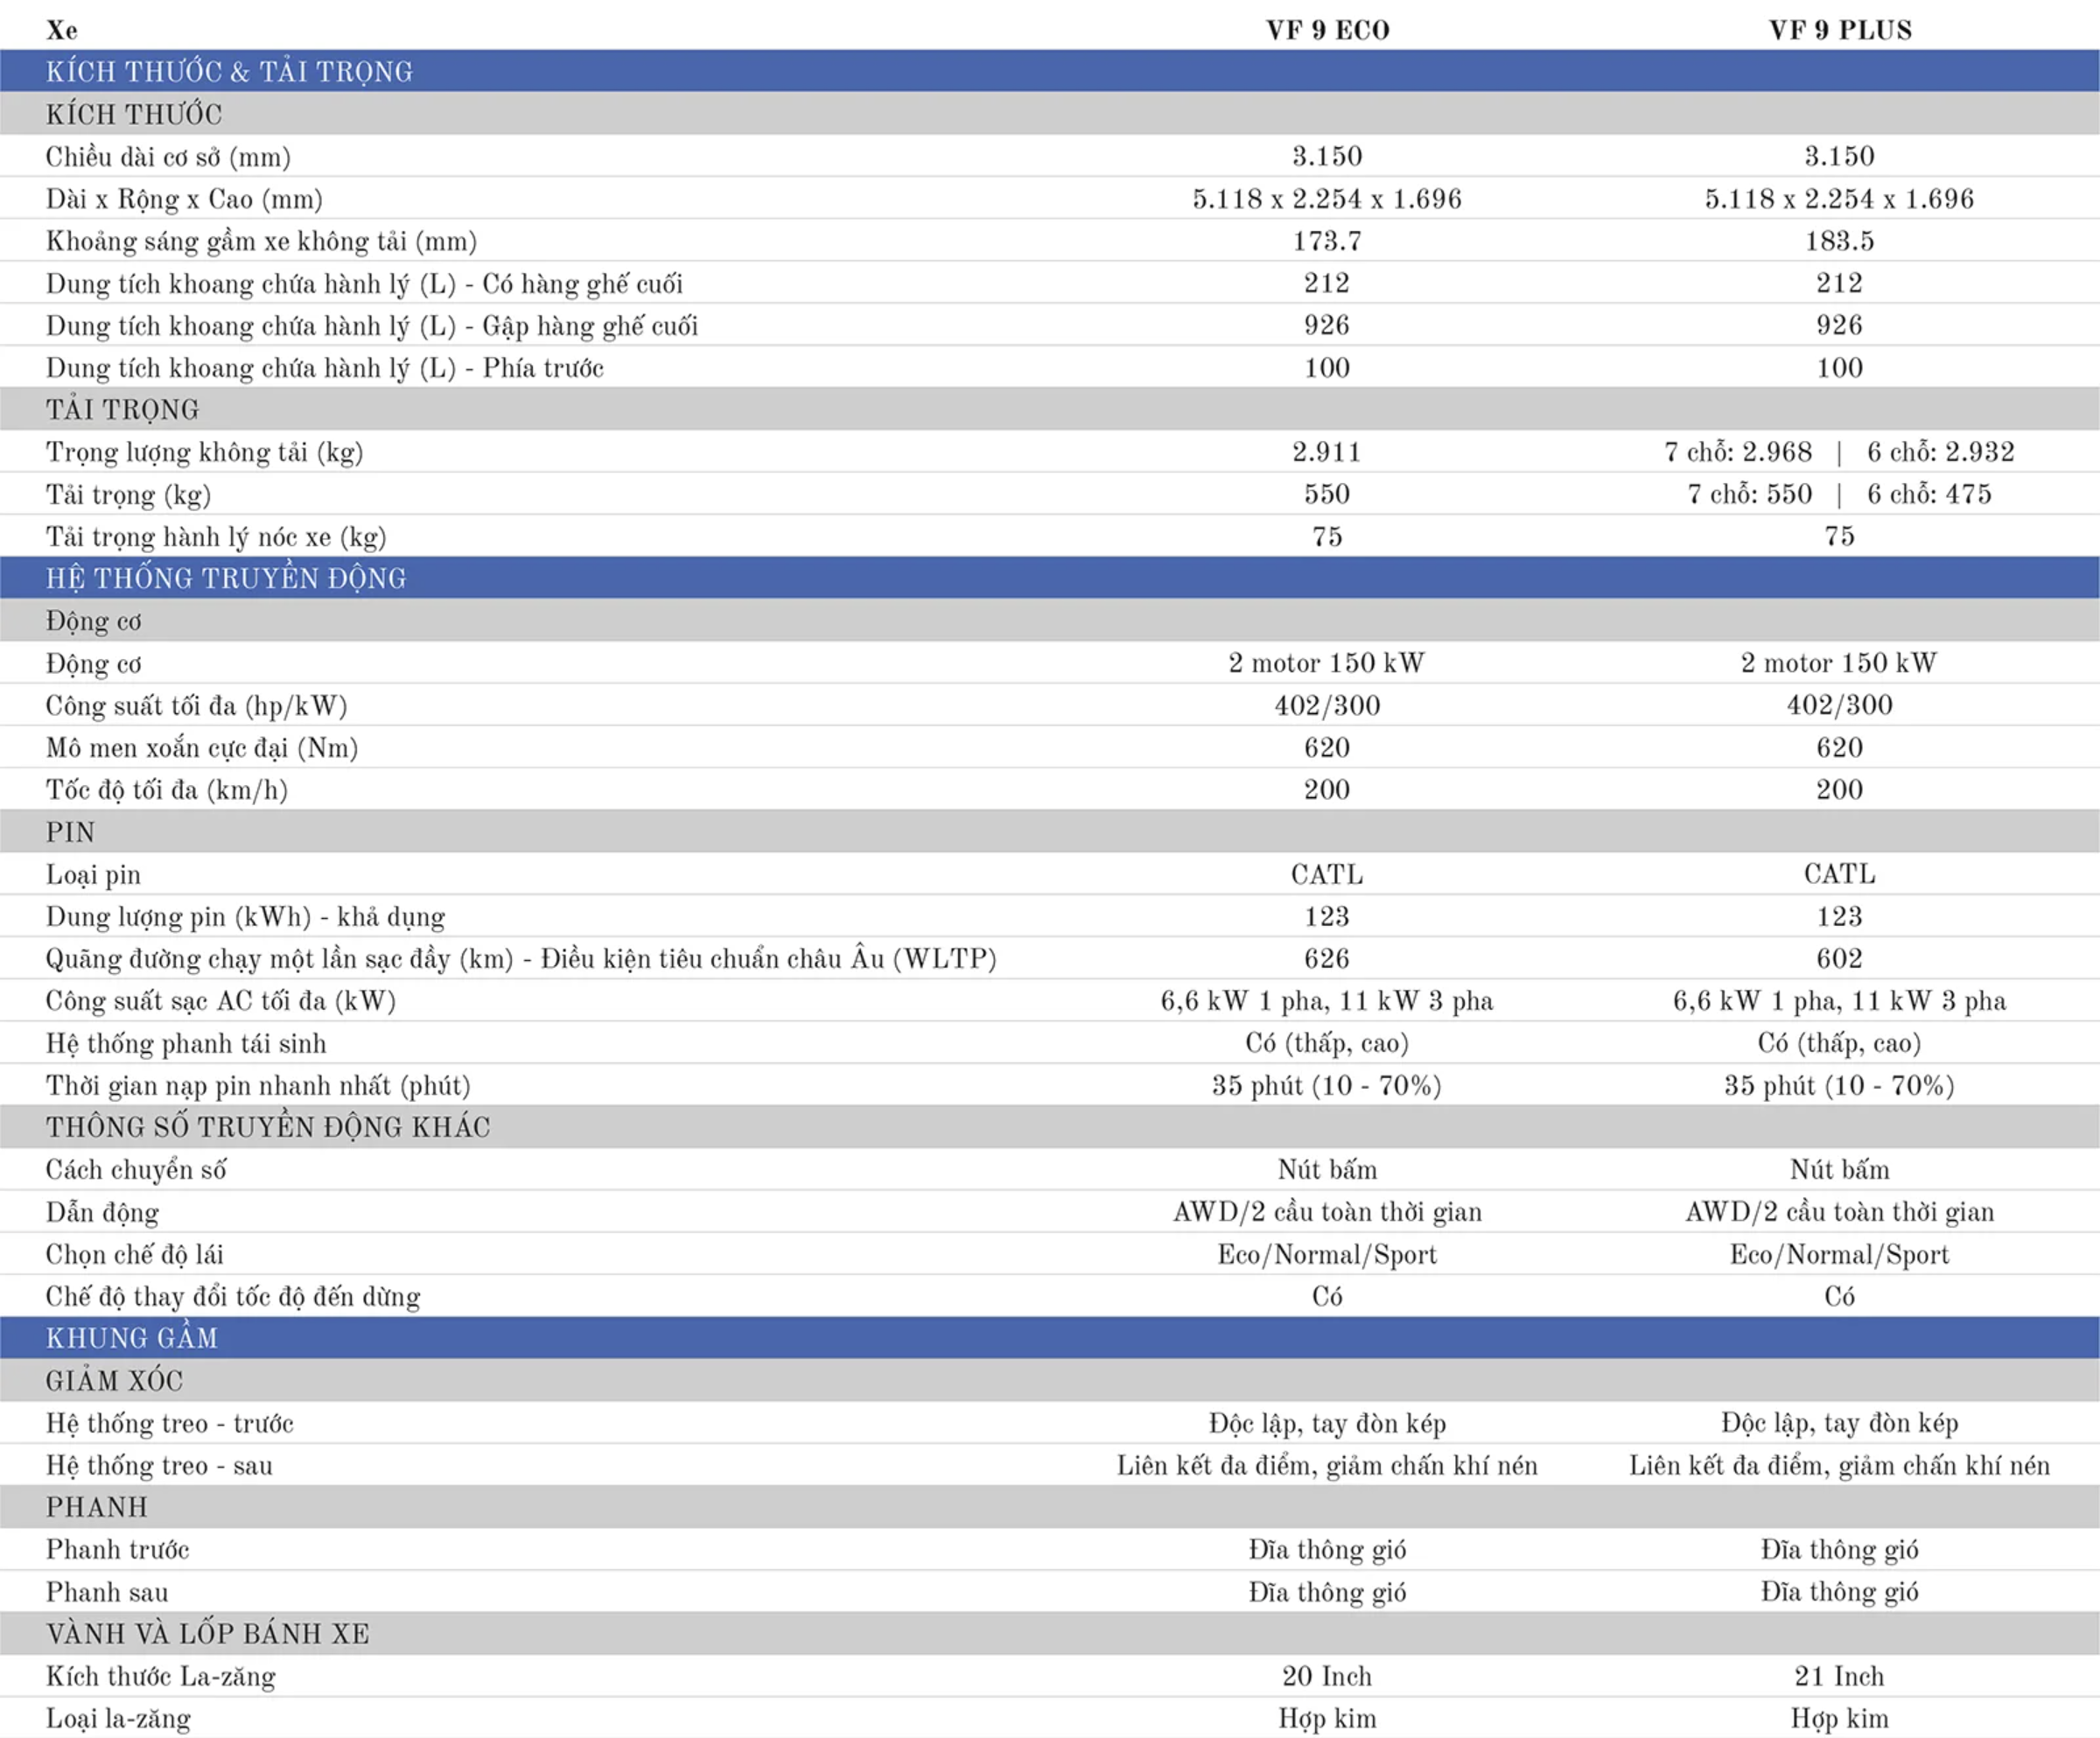 Xe VF 9 ECO VF 9 PLUS
KÍCH THƯỚC & TẢI TRỌNG
KÍCH THƯỚC
Chiều dài cơ sở (mm) 3.150 3.150
Dài x Rộng x Cao (mm) 5.118 x 2.254 x 1.696 5.118 x 2.254 x 1.696
Khoảng sáng gầm xe không tải (mm) 173.7 183.5
Dung tích khoang chứa hành lý (L) - Có hàng ghế cuối 212 212
Dung tích khoang chứa hành lý (L) - Gập hàng ghế cuối 926 926
Dung tích khoang chứa hành lý (L) - Phía trước 100 100
TẢI TRỌNG
Trọng lượng không tải (kg) 2.911 7 chỗ: 2.968 | 6 chỗ: 2.932
Tải trọng (kg) 550 7 chỗ: 550 | 6 chỗ: 475
Tải trọng hành lý nóc xe (kg) 75 75
HỆ THỐNG TRUYỀN ĐỘNG
Động cơ
Động cơ 2 motor 150 kW 2 motor 150 kW
Công suất tối đa (hp/kW) 402/300 402/300
Mô men xoắn cực đại (Nm) 620 620
Tốc độ tối đa (km/h) 200 200
PIN
Loại pin CATL CATL
Dung lượng pin (kWh) - khả dụng 123 123
Quãng đường chạy một lần sạc đầy (km) - Điều kiện tiêu chuẩn châu Âu (WLTP) 626 602
Công suất sạc AC tối đa (kW) 6,6 kW 1 pha, 11 kW 3 pha 6,6 kW 1 pha, 11 kW 3 pha
Hệ thống phanh tái sinh Có (thấp, cao) Có (thấp, cao)
Thời gian nạp pin nhanh nhất (phút) 35 phút (10 - 70%) 35 phút (10 - 70%)
THÔNG SỐ TRUYỀN ĐỘNG KHÁC
Cách chuyển số Nút bấm Nút bấm
Dẫn động AWD/2 cầu toàn thời gian AWD/2 cầu toàn thời gian
Chọn chế độ lái Eco/Normal/Sport Eco/Normal/Sport
Chế độ thay đổi tốc độ đến dừng Có Có
KHUNG GẦM
GIẢM XÓC
Hệ thống treo - trước Độc lập, tay đòn kép Độc lập, tay đòn kép
Hệ thống treo - sau Liên kết đa điểm, giảm chấn khí nén Liên kết đa điểm, giảm chấn khí nén
PHANH
Phanh trước Đĩa thông gió Đĩa thông gió
Phanh sau Đĩa thông gió Đĩa thông gió
VÀNH VÀ LỐP BÁNH XE
Kích thước La-zăng 20 Inch 21 Inch
Loại la-zăng Hợp kim Hợp kim